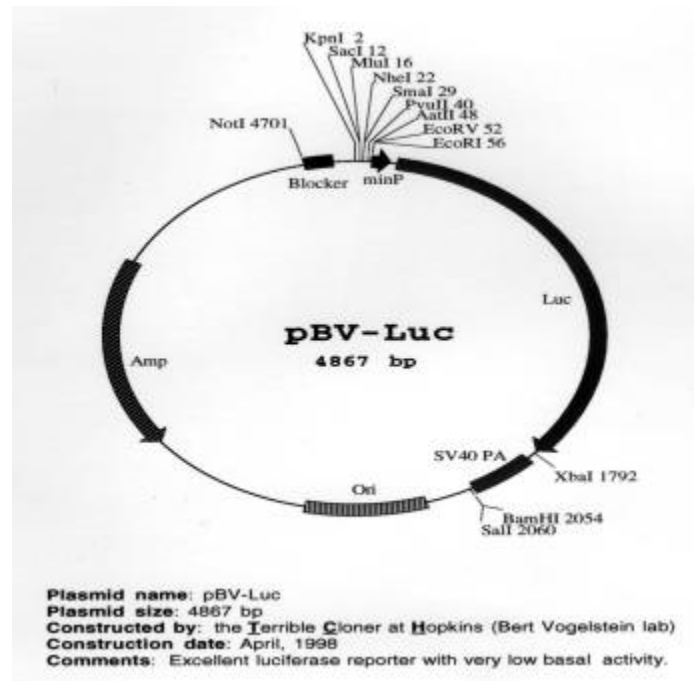 KpnI 2
SacI 12
MluI 16
NheI 22
SmaI 29
PvuII 40
AatII 48
EcoRV 52
EcoRI 56
NotI 4701
Blocker
minP
Luc
pBV-Luc
4867 bp
Amp
SV40 PA
XbaI 1792
Ori
BamHI 2054
SalI 2060
Plasmid name: pBV-Luc
Plasmid size: 4867 bp
Constructed by: the Terrible Cloner at Hopkins (Bert Vogelstein lab)
Construction date: April, 1998
Comments: Excellent luciferase reporter with very low basal activity.